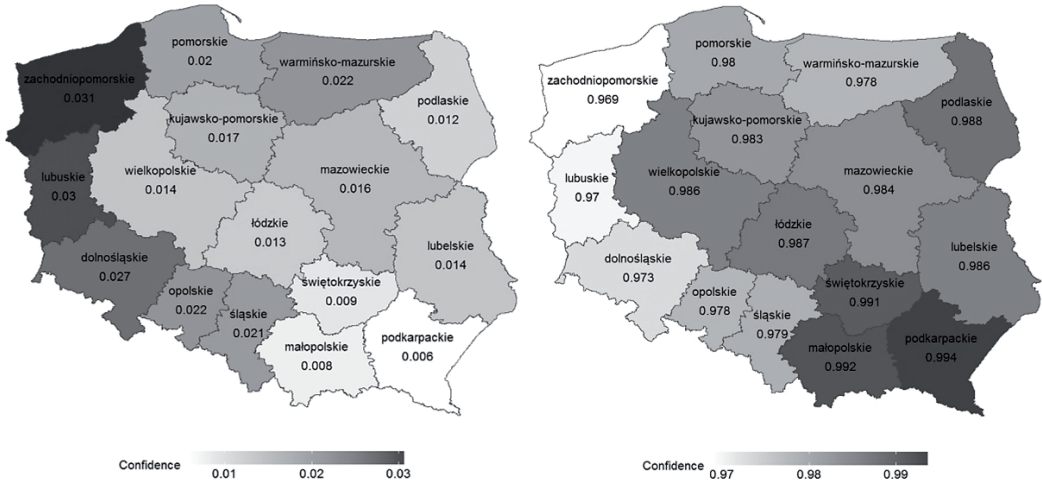 pomorskie
0.02
warmińsko-mazurskie
0.022
zachodniopomorskie
0.031
podlaskie
0.012
kujawsko-pomorskie
0.017
wielkopolskie
0.014
mazowieckie
0.016
lubuskie
0.03
łódzkie
0.013
lubelskie
0.014
dolnośląskie
0.027
opolskie
0.022
śląskie
0.021
świętokrzyskie
0.009
małopolskie
0.008
podkarpackie
0.006
Confidence
0.01
0.02
0.03
pomorskie
0.98
warmińsko-mazurskie
0.978
zachodniopomorskie
0.969
podlaskie
0.988
kujawsko-pomorskie
0.983
wielkopolskie
0.986
mazowieckie
0.984
lubuskie
0.97
łódzkie
0.987
lubelskie
0.986
dolnośląskie
0.973
opolskie
0.978
śląskie
0.979
świętokrzyskie
0.991
małopolskie
0.992
podkarpackie
0.994
Confidence
0.97
0.98
0.99